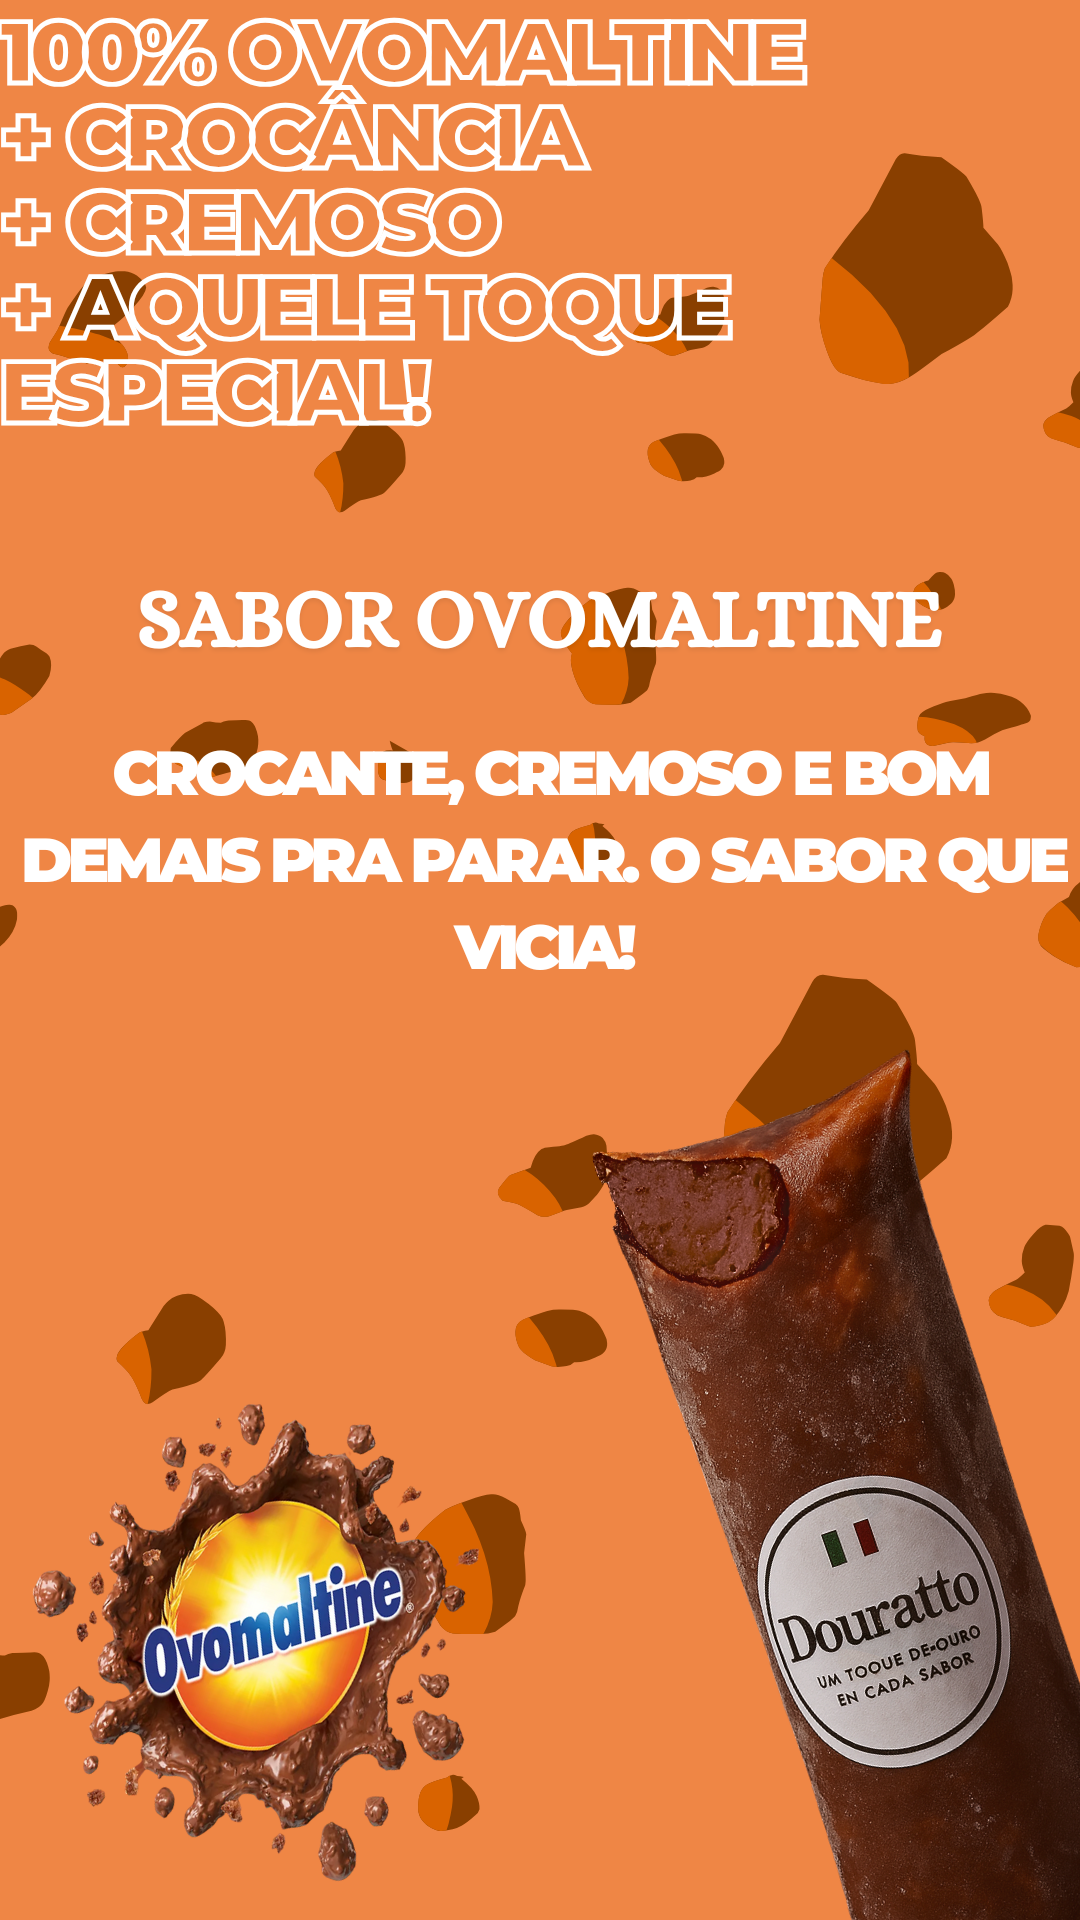 100% OVOMALTINE
+ CROCÂNCIA
+ CREMOSO
+ AQUELE TOQUE
ESPECIAL!
SABOR OVOMALTINE
CROCANTE, CREMOSO E BOM
DEMAIS PRA PARAR. O SABOR QUE
VICIA!
Ovomaltine
Douratto
UM TOOUE DE-OURO
EN CADA SABOR